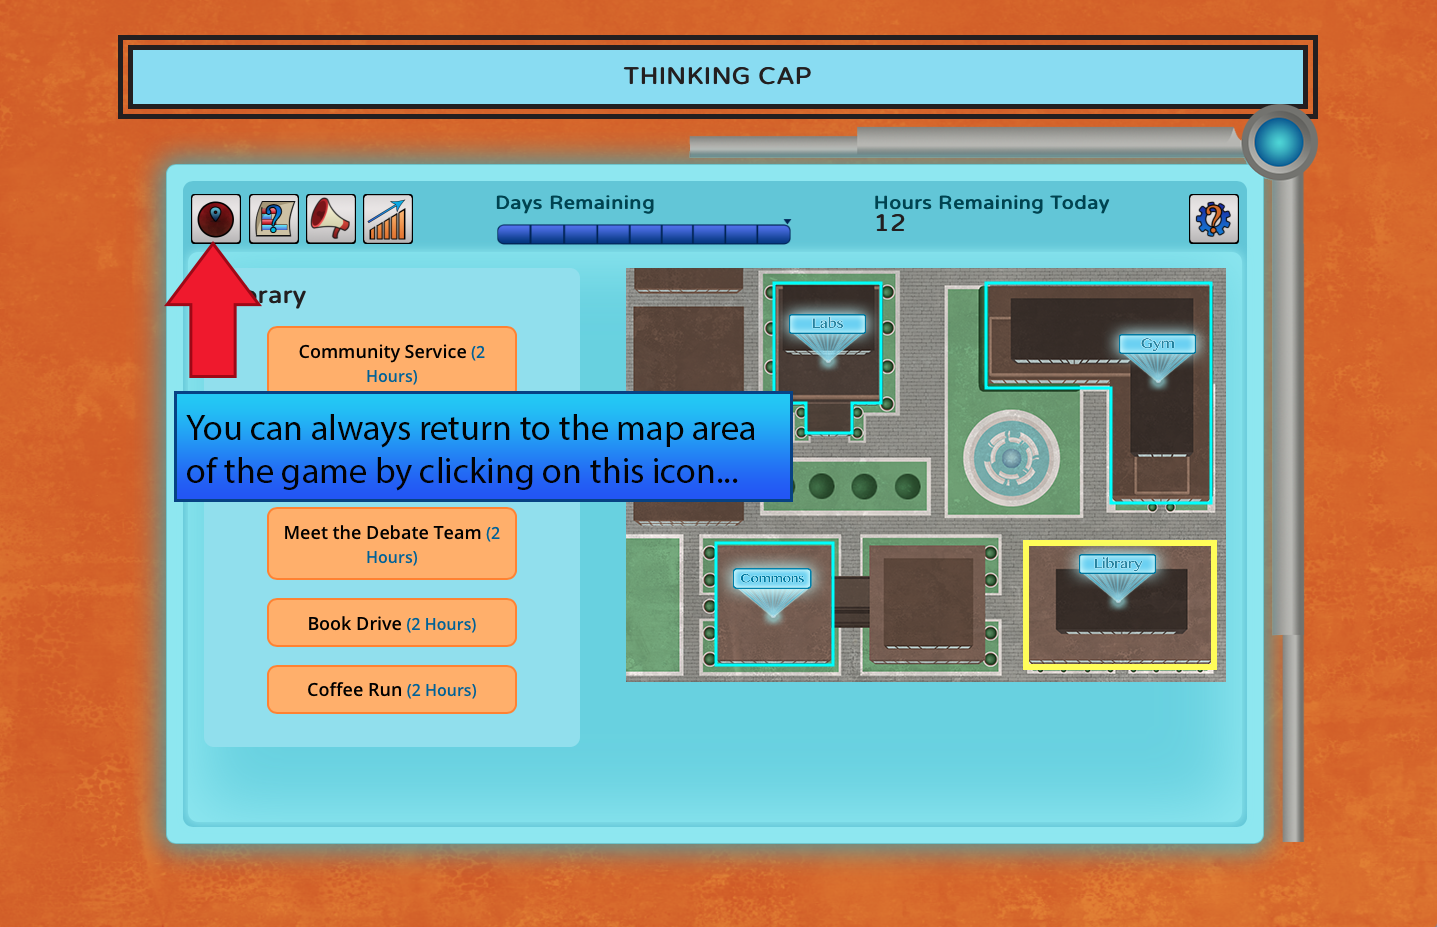 THINKING CAP
Days Remaining
Hours Remaining Today
12
Community Service (2
Hours)
You can always return to the map area
of the game by clicking on this icon...
Meet the Debate Team (2
Hours)
Book Drive (2 Hours)
Coffee Run (2 Hours)
Labs
Gym
Commons
Library